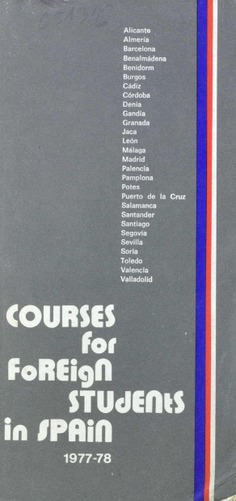 Alicante
Almería
Barcelona
Benalmádena
Benidorm
Burgos
Cádiz
Córdoba
Denia
Gandía
Granada
Jaca
León
Málaga
Madrid
Palencia
Pamplona
Potes
Puerto de la Cruz
Salamanca
Santander
Santiago
Segovia
Sevilla
Soria
Toledo
Valencia
Valladolid
COURSES
for
FOREigN
STUdENts
in SPAiN
1977-78